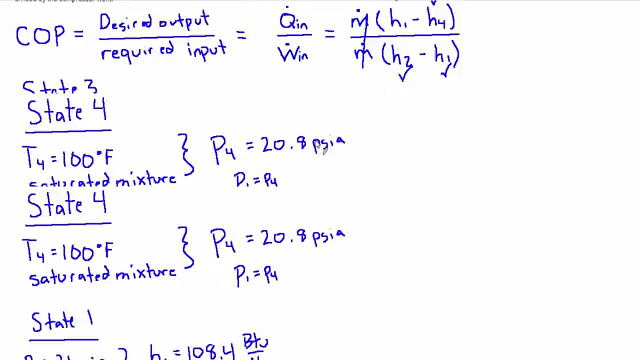 COP = Desired output / required input = Q̇in / Ẇin = ṁ (h₁ - h₄) / ṁ (h₂ - h₁)
State 3
State 4
T₄ = 100°F } P₄ = 20.8 psia
saturated mixture P₁ = P₄
State 4
T₄ = 100°F } P₄ = 20.8 psia
saturated mixture P₁ = P₄
State 1
h₁ = 108.4 Btu